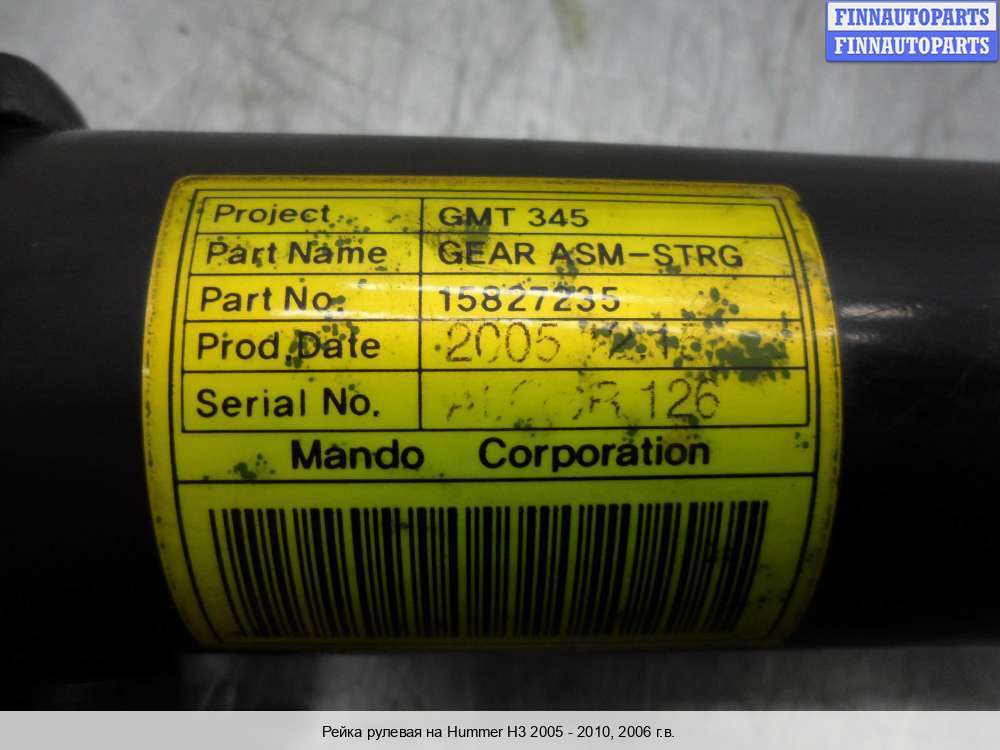 FINNAUTOPARTS
FINNAUTOPARTS
Project GMT 345
Part Name GEAR ASM-STRG
Part No. 15827235
Prod.Date 2005
Serial No. 126
Mando Corporation
Рейка рулевая на Hummer H3 2005 - 2010, 2006 г.в.